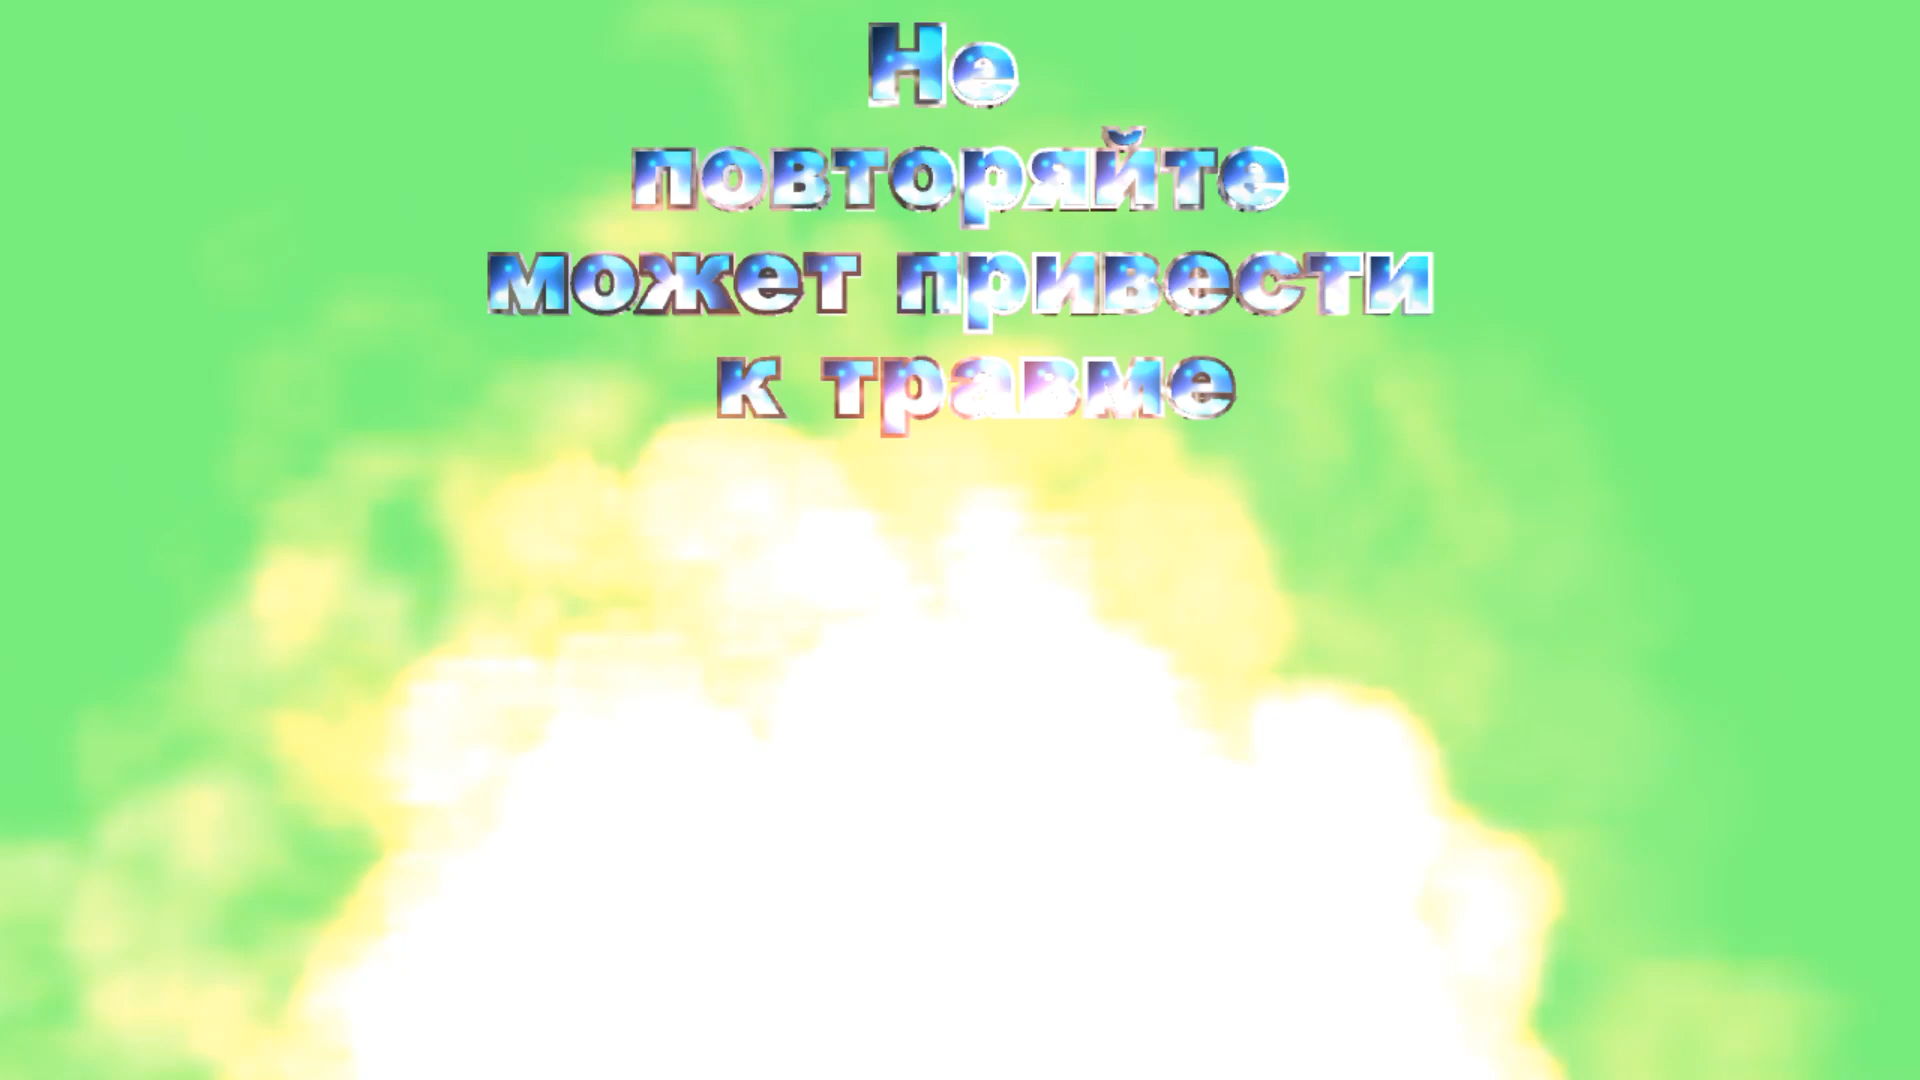 Не
повторяйте
может привести
к травме